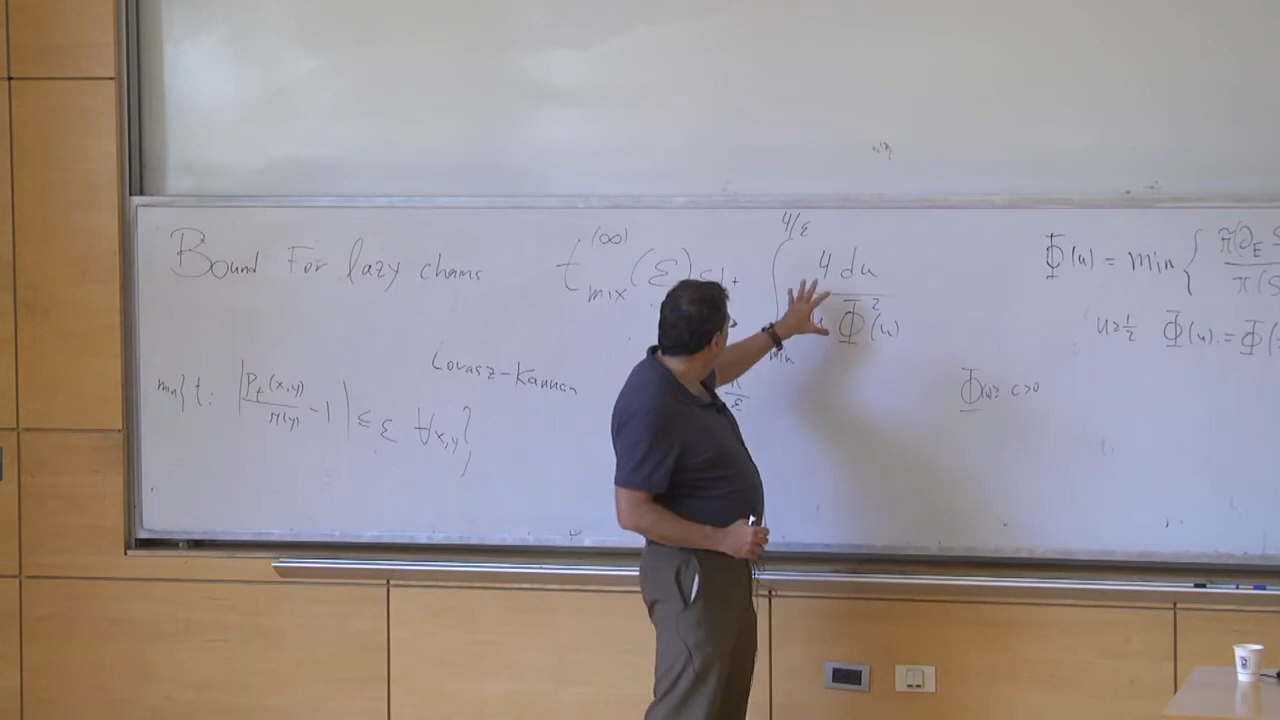 Bound For lazy chains
t_mix^(∞)(ε) ≤ 1+ ∫_min^{4/ε} 4 du / Φ²(u)
Φ(u) = min { π(∂_E S / π(S
u ≥ 1/2 Φ(u) = Φ(
Lovasz-Kannan
min{ t: | P_t(x,y) / π(y) - 1 | ≤ ε ∀x,y }
Φ(u) ≥ c>0